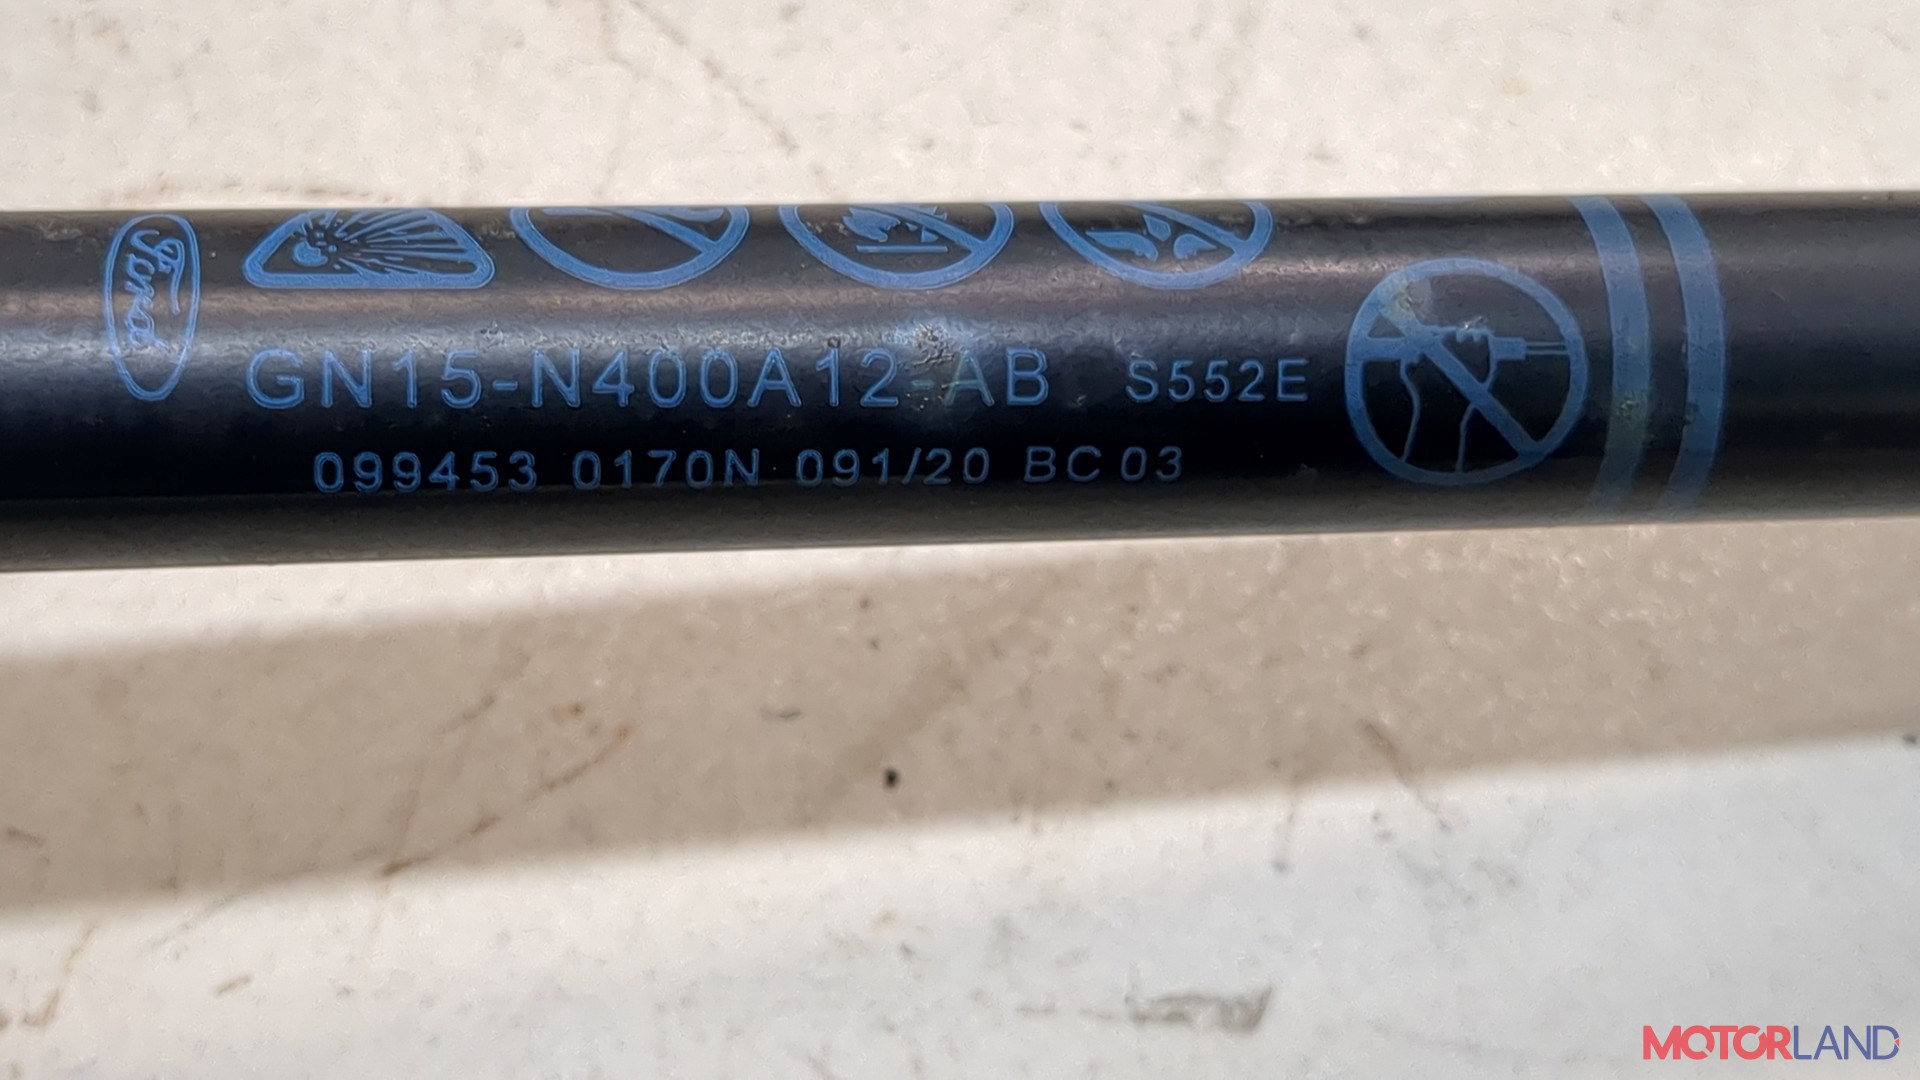 Ford
GN15-N400A12-AB S552E
099453 0170N 091/20 BC 03
MOTORLAND